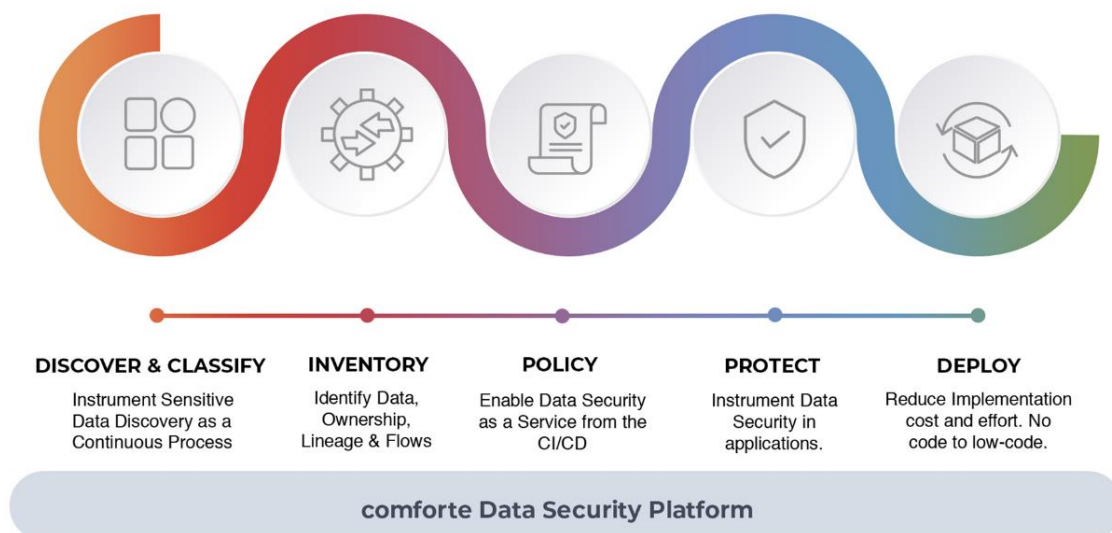 DISCOVER & CLASSIFY
Instrument Sensitive
Data Discovery as a
Continuous Process
INVENTORY
Identify Data,
Ownership,
Lineage & Flows
POLICY
Enable Data Security
as a Service from the
CI/CD
PROTECT
Instrument Data
Security in
applications.
DEPLOY
Reduce Implementation
cost and effort. No
code to low-code.
comforte Data Security Platform